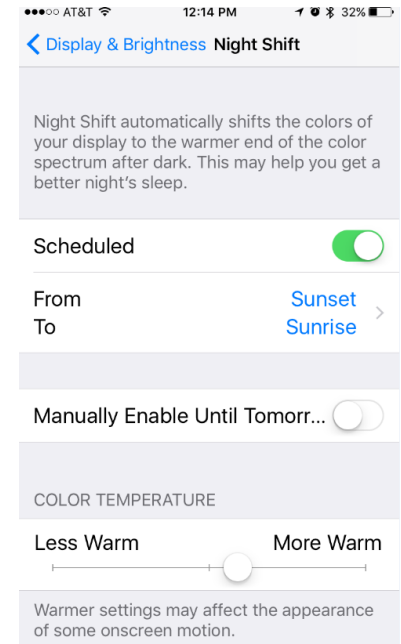 AT&T 12:14 PM 32%
Display & Brightness Night Shift
Night Shift automatically shifts the colors of
your display to the warmer end of the color
spectrum after dark. This may help you get a
better night's sleep.
Scheduled
From Sunset
To Sunrise
Manually Enable Until Tomorr...
COLOR TEMPERATURE
Less Warm More Warm
Warmer settings may affect the appearance
of some onscreen motion.